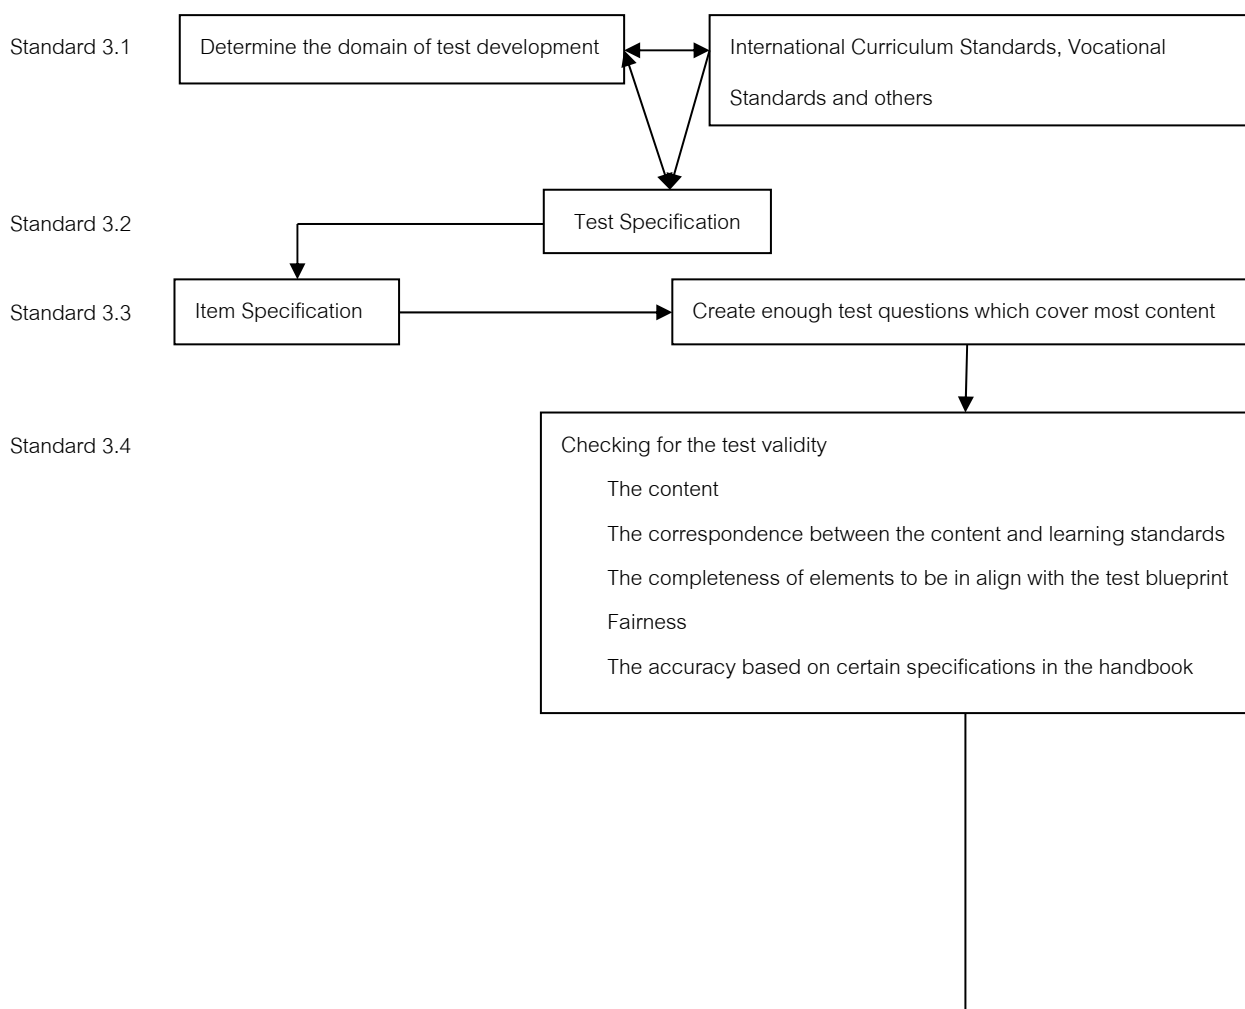 Standard 3.1
Determine the domain of test development
International Curriculum Standards, Vocational
Standards and others
Standard 3.2
Test Specification
Standard 3.3
Item Specification
Create enough test questions which cover most content
Standard 3.4
Checking for the test validity
The content
The correspondence between the content and learning standards
The completeness of elements to be in align with the test blueprint
Fairness
The accuracy based on certain specifications in the handbook